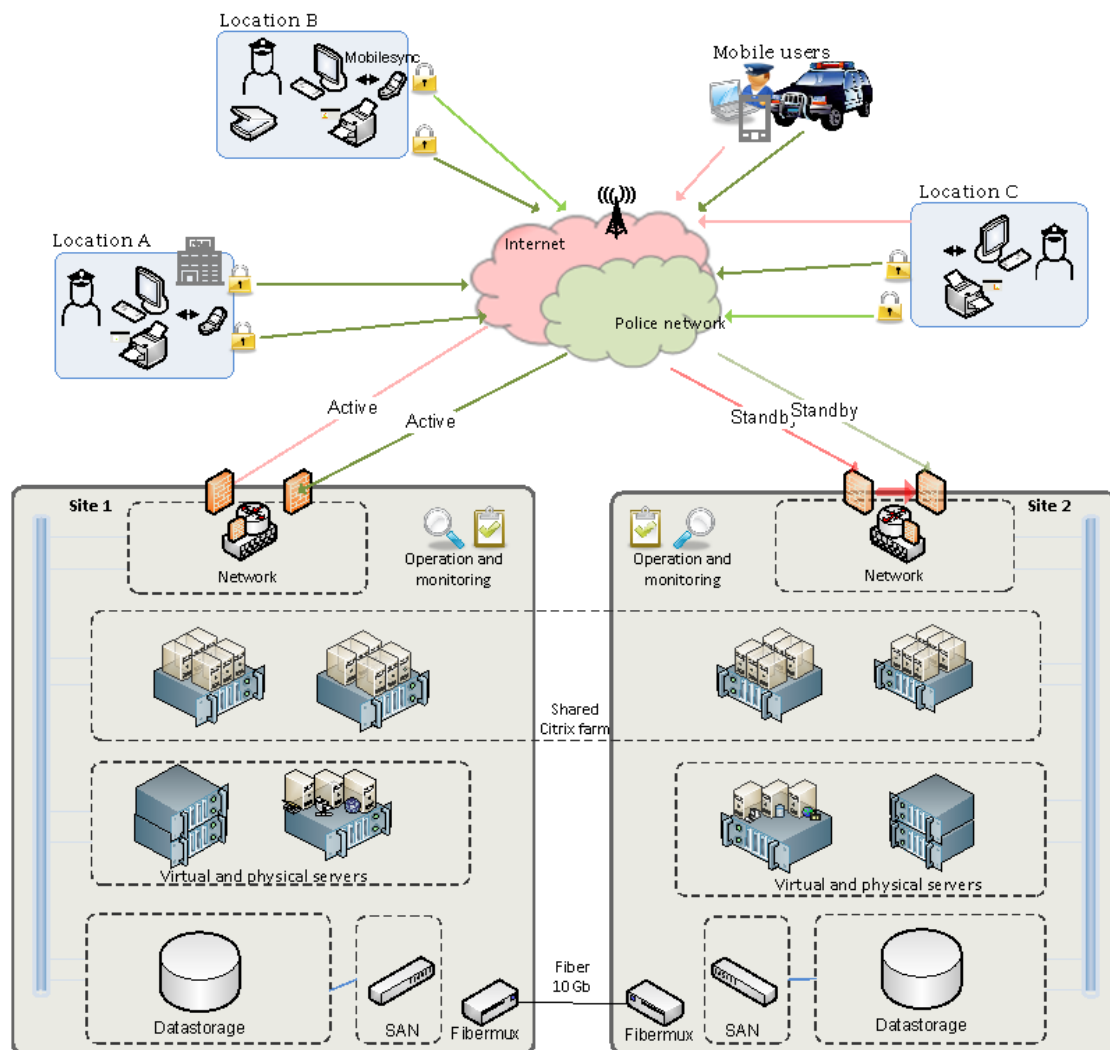 Location B
Mobilesync
Mobile users
Location C
Location A
Internet
Police network
Active
Active
Standby
Standby
Site 1
Network
Operation and
monitoring
Operation and
monitoring
Site 2
Network
Shared
Citrix farm
Virtual and physical servers
Virtual and physical servers
Datastorage
SAN
Fibermux
Fiber
10 Gb
Fibermux
SAN
Datastorage